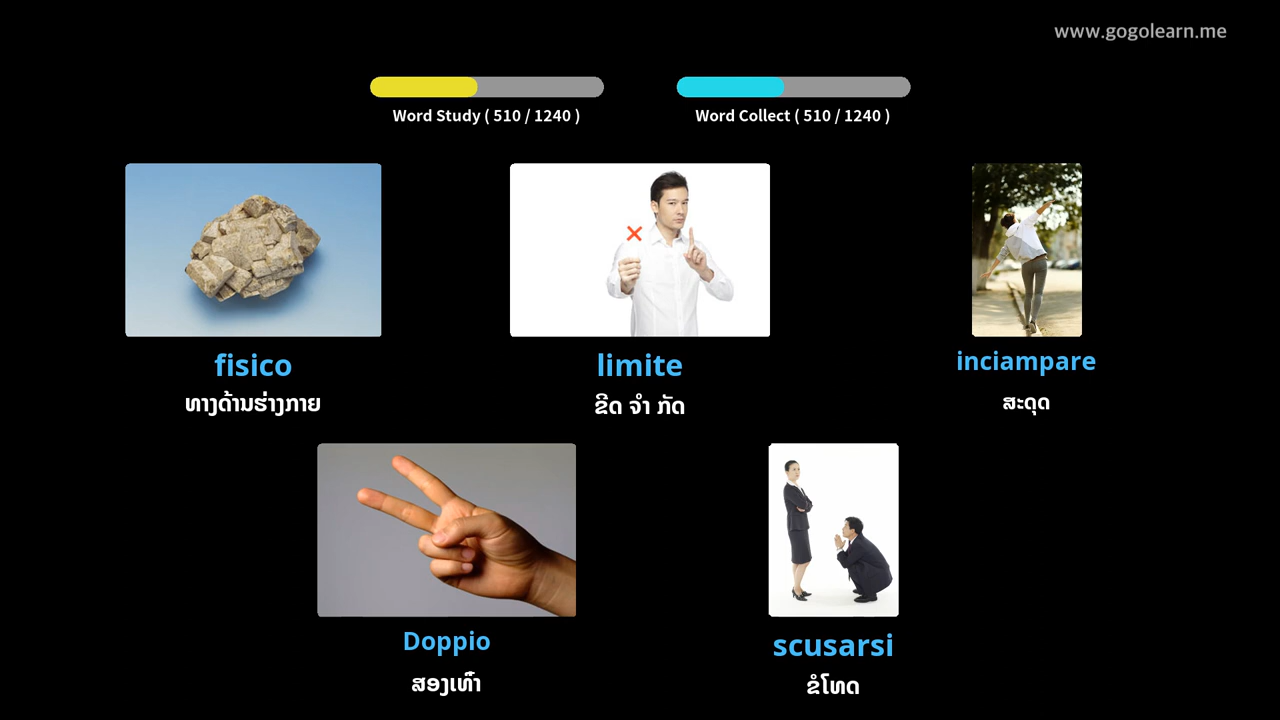 www.gogolearn.me
Word Study ( 510 / 1240 )
Word Collect ( 510 / 1240 )
fisico
ທາງດ້ານຮ່າງກາຍ
limite
ຂີດ ຈຳ ກັດ
inciampare
ສະດຸດ
Doppio
ສອງເທົ່າ
scusarsi
ຂໍໂທດ